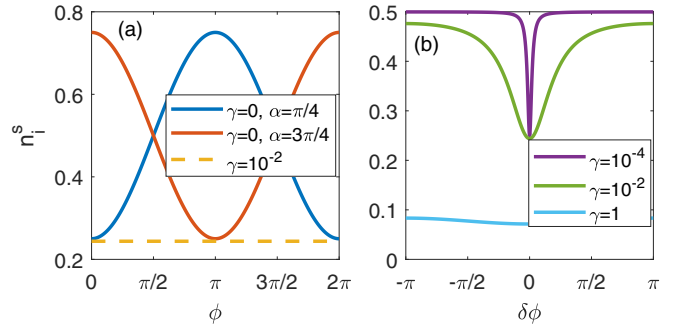 (a)
0.8
0.6
0.4
0.2
n_i^s
γ=0, α=π/4
γ=0, α=3π/4
γ=10^-2
0 π/2 π 3π/2 2π
ϕ
(b)
0.5
0.4
0.3
0.2
0.1
0
γ=10^-4
γ=10^-2
γ=1
-π -π/2 0 π/2 π
δϕ